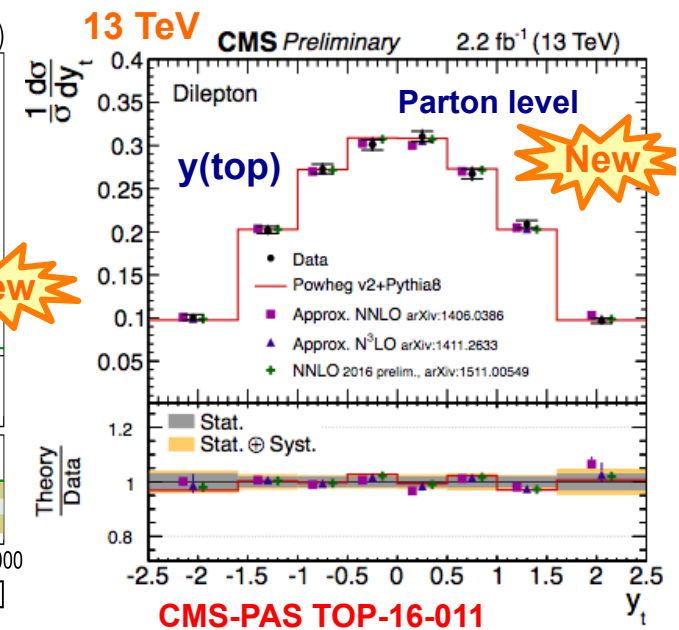 13 TeV
CMS Preliminary 2.2 fb⁻¹ (13 TeV)
1/σ dσ/dy_t
0.4
0.35
0.3
0.25
0.2
0.15
0.1
0.05
Dilepton
Parton level
y(top)
New
ew
)
Data
Powheg v2+Pythia8
Approx. NNLO arXiv:1406.0386
Approx. N³LO arXiv:1411.2633
NNLO 2016 prelim., arXiv:1511.00549
Theory
Data
1.2
1
0.8
Stat.
Stat. ⊕ Syst.
000
-2.5 -2 -1.5 -1 -0.5 0 0.5 1 1.5 2 2.5
y_t
CMS-PAS TOP-16-011